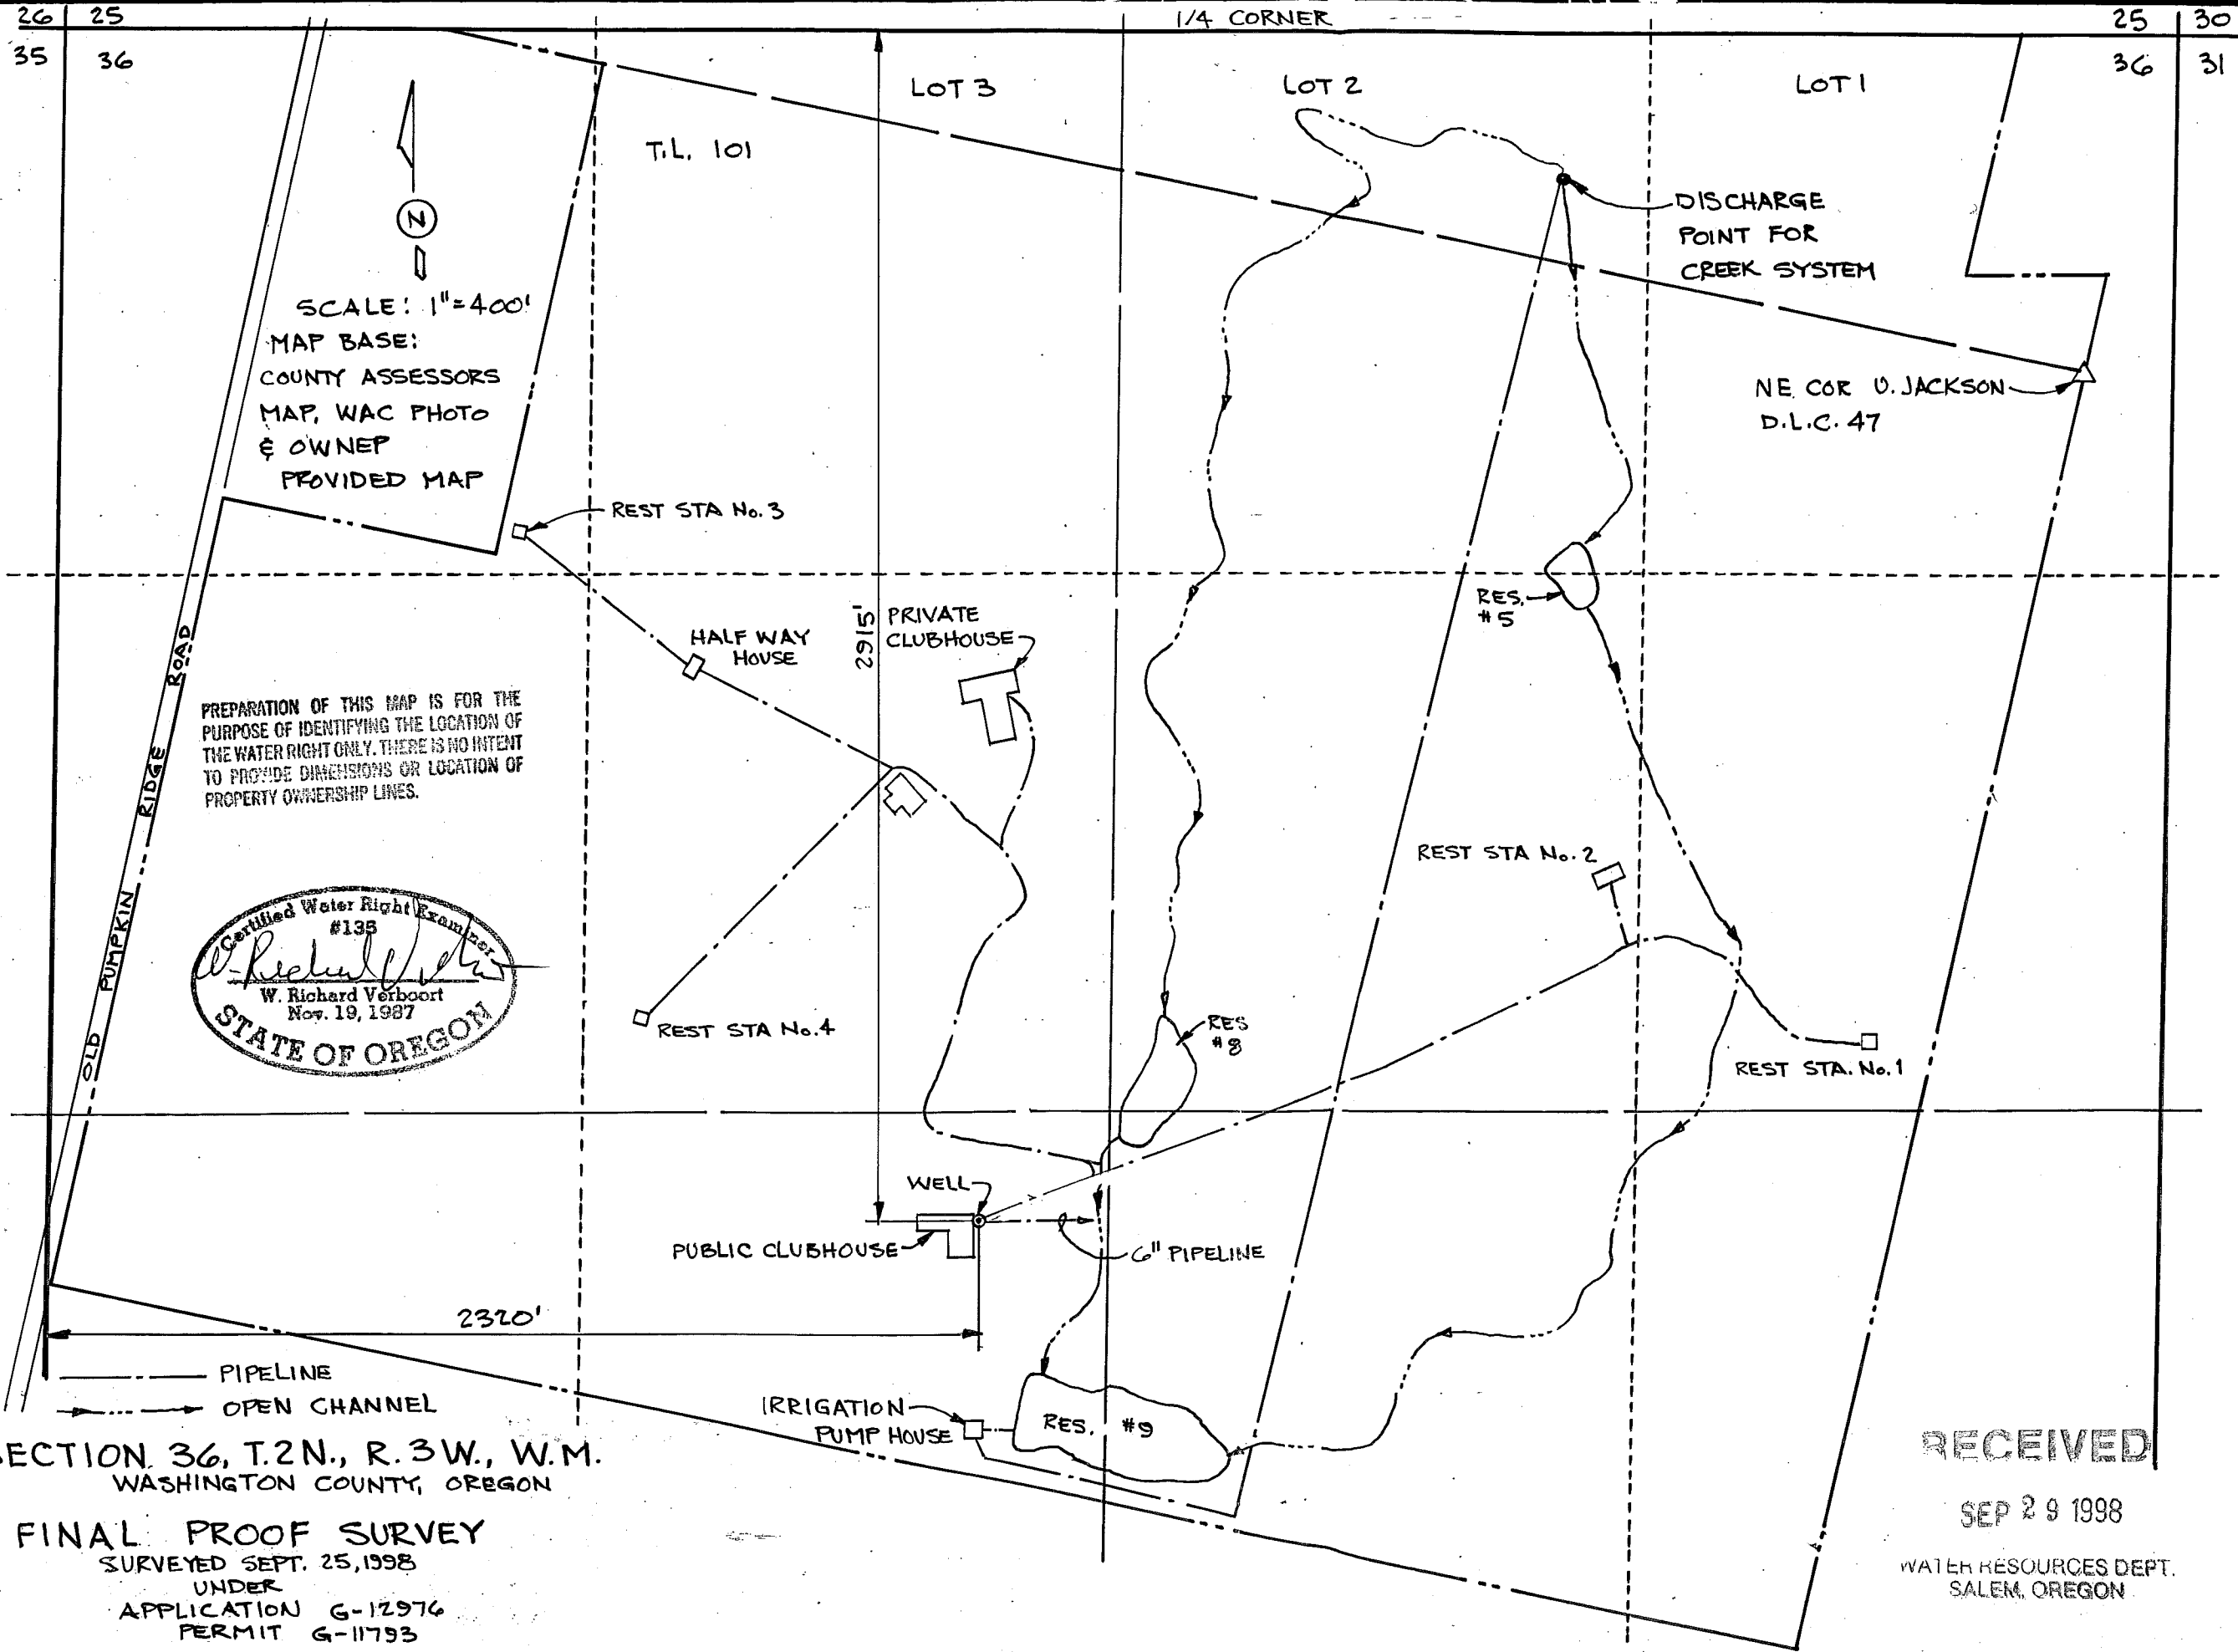 26 25
1/4 CORNER
25 30
35 36
36 31
LOT 3
LOT 2
LOT 1
T.L. 101
N
DISCHARGE
POINT FOR
CREEK SYSTEM
SCALE: 1"=400'
MAP BASE:
COUNTY ASSESSORS
MAP, WAC PHOTO
& OWNER
PROVIDED MAP
NE COR U. JACKSON
D.L.C. 47
REST STA No. 3
RES.
#5
2915'
PRIVATE
CLUBHOUSE
HALF WAY
HOUSE
OLD PUMPKIN RIDGE ROAD
PREPARATION OF THIS MAP IS FOR THE
PURPOSE OF IDENTIFYING THE LOCATION OF
THE WATER RIGHT ONLY. THERE IS NO INTENT
TO PROVIDE DIMENSIONS OR LOCATION OF
PROPERTY OWNERSHIP LINES.
REST STA No. 2
Certified Water Right Examiner
#135
W. Richard Verboort
Nov. 19, 1987
STATE OF OREGON
REST STA No. 4
RES
#8
REST STA. No. 1
WELL
PUBLIC CLUBHOUSE
6" PIPELINE
2320'
PIPELINE
OPEN CHANNEL
IRRIGATION
PUMP HOUSE
RES. #9
ECTION 36, T.2N., R.3W., W.M.
WASHINGTON COUNTY, OREGON
FINAL PROOF SURVEY
SURVEYED SEPT. 25, 1998
UNDER
APPLICATION G-12976
PERMIT G-11793
RECEIVED
SEP 29 1998
WATER RESOURCES DEPT.
SALEM, OREGON